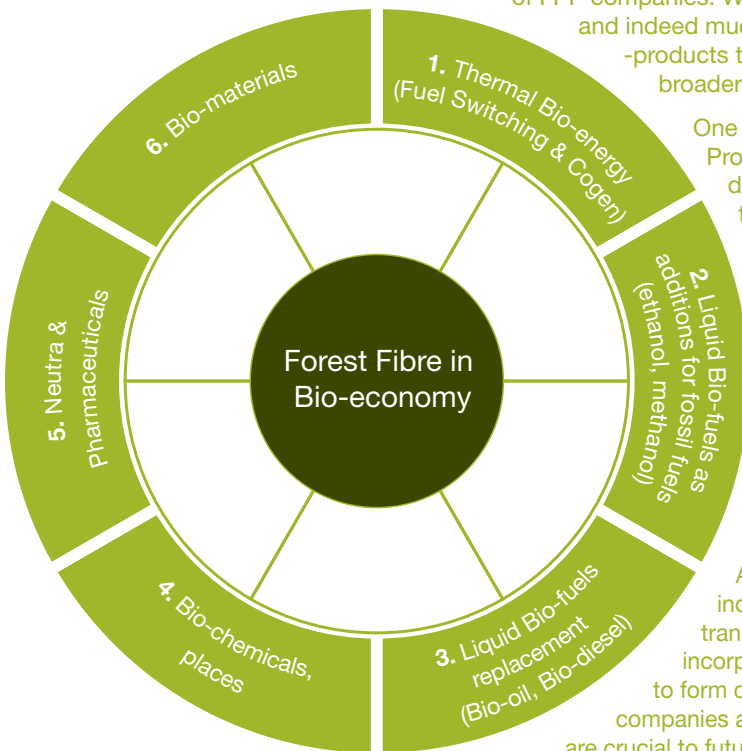 of FPP companies. W
and indeed muc
-products t
broader
One
Pro
d
t
1. Thermal Bio-energy
(Fuel Switching & Cogen)
2. Liquid Bio-fuels as
additions for fossil fuels
(ethanol, methanol)
3. Liquid Bio-fuels
replacement
(Bio-oil, Bio-diesel)
4. Bio-chemicals,
places
5. Neutra &
Pharmaceuticals
6. Bio-materials
Forest Fibre in
Bio-economy
A
inc
tran
incorp
to form c
companies a
are crucial to futu